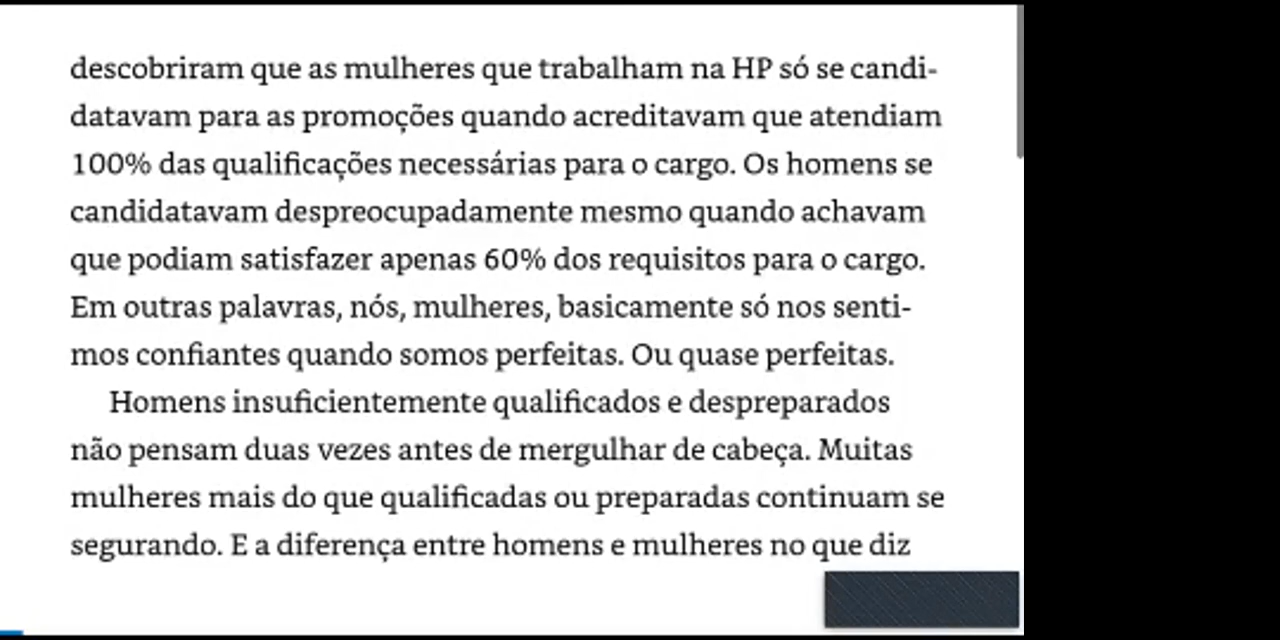 descobriram que as mulheres que trabalham na HP só se candi-
datavam para as promoções quando acreditavam que atendiam
100% das qualificações necessárias para o cargo. Os homens se
candidatavam despreocupadamente mesmo quando achavam
que podiam satisfazer apenas 60% dos requisitos para o cargo.
Em outras palavras, nós, mulheres, basicamente só nos senti-
mos confiantes quando somos perfeitas. Ou quase perfeitas.
Homens insuficientemente qualificados e despreparados
não pensam duas vezes antes de mergulhar de cabeça. Muitas
mulheres mais do que qualificadas ou preparadas continuam se
segurando. E a diferença entre homens e mulheres no que diz